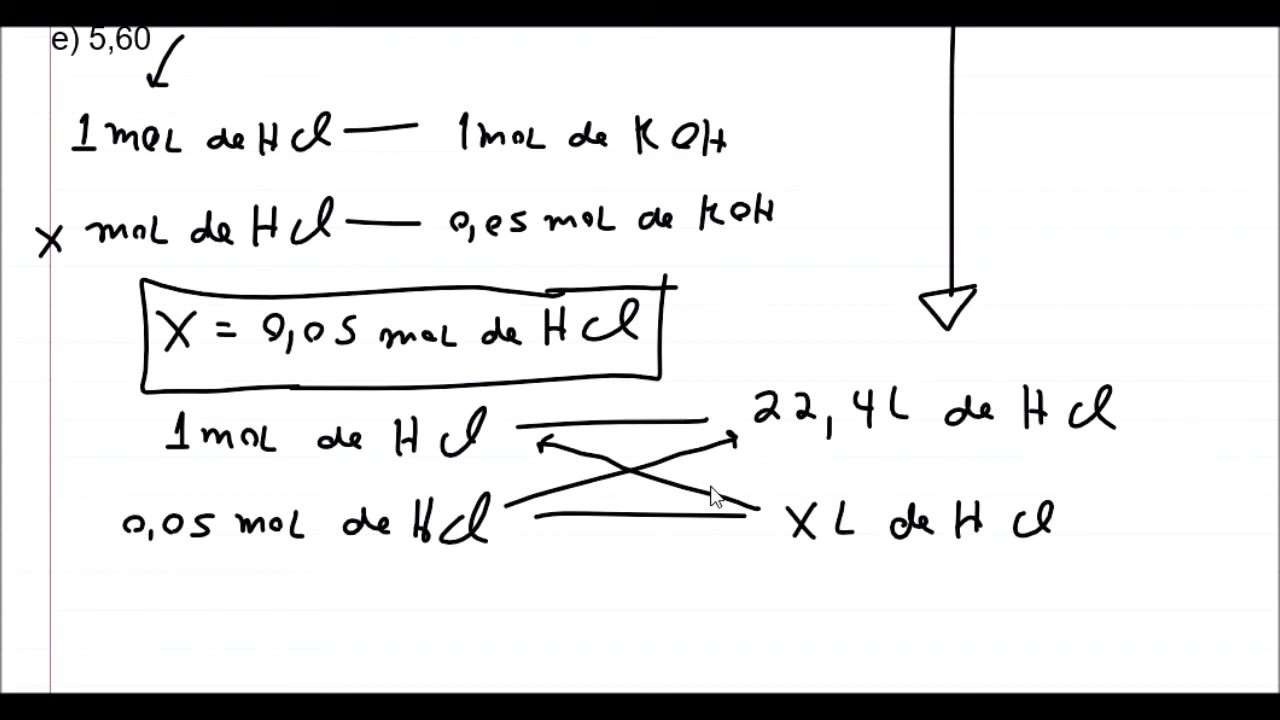 e) 5,60
1 mol de HCl — 1 mol de KOH
X mol de HCl — 0,05 mol de KOH
X = 0,05 mol de HCl
1 mol de HCl — 22,4 L de HCl
0,05 mol de HCl — X L de HCl